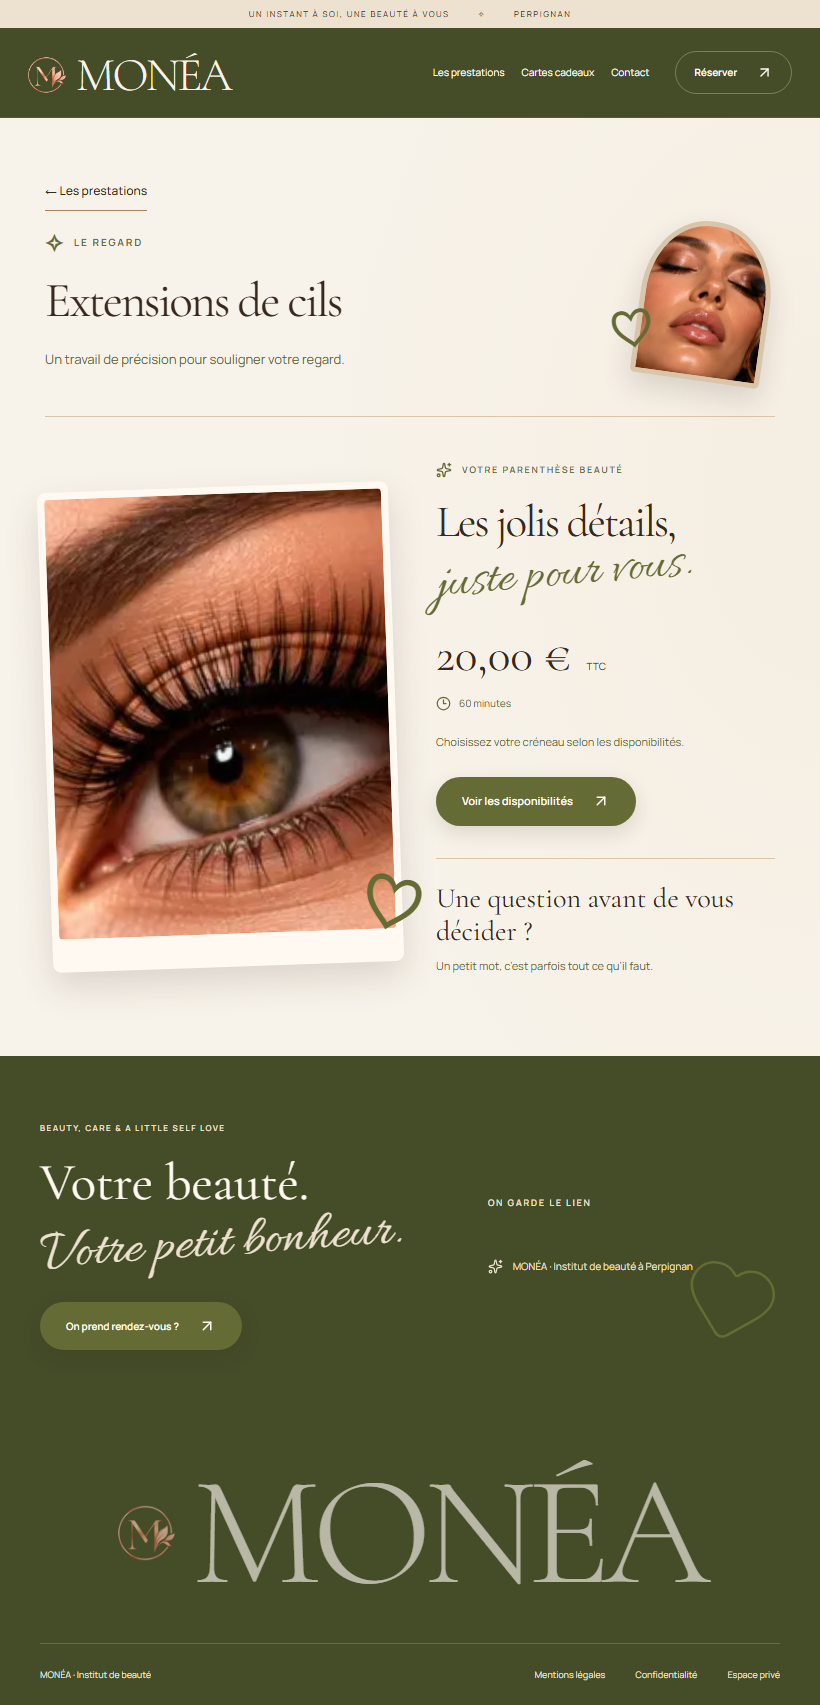 UN INSTANT À SOI, UNE BEAUTÉ À VOUS ✧ PERPIGNAN
M MONÉA
Les prestations Cartes cadeaux Contact Réserver
← Les prestations
LE REGARD
Extensions de cils
Un travail de précision pour souligner votre regard.
VOTRE PARENTHÈSE BEAUTÉ
Les jolis détails,
juste pour vous.
20,00 € TTC
60 minutes
Choisissez votre créneau selon les disponibilités.
Voir les disponibilités
Une question avant de vous
décider ?
Un petit mot, c'est parfois tout ce qu'il faut.
BEAUTY, CARE & A LITTLE SELF LOVE
Votre beauté.
Votre petit bonheur.
On prend rendez-vous ?
ON GARDE LE LIEN
MONÉA · Institut de beauté à Perpignan
M MONÉA
MONÉA · Institut de beauté
Mentions légales Confidentialité Espace privé